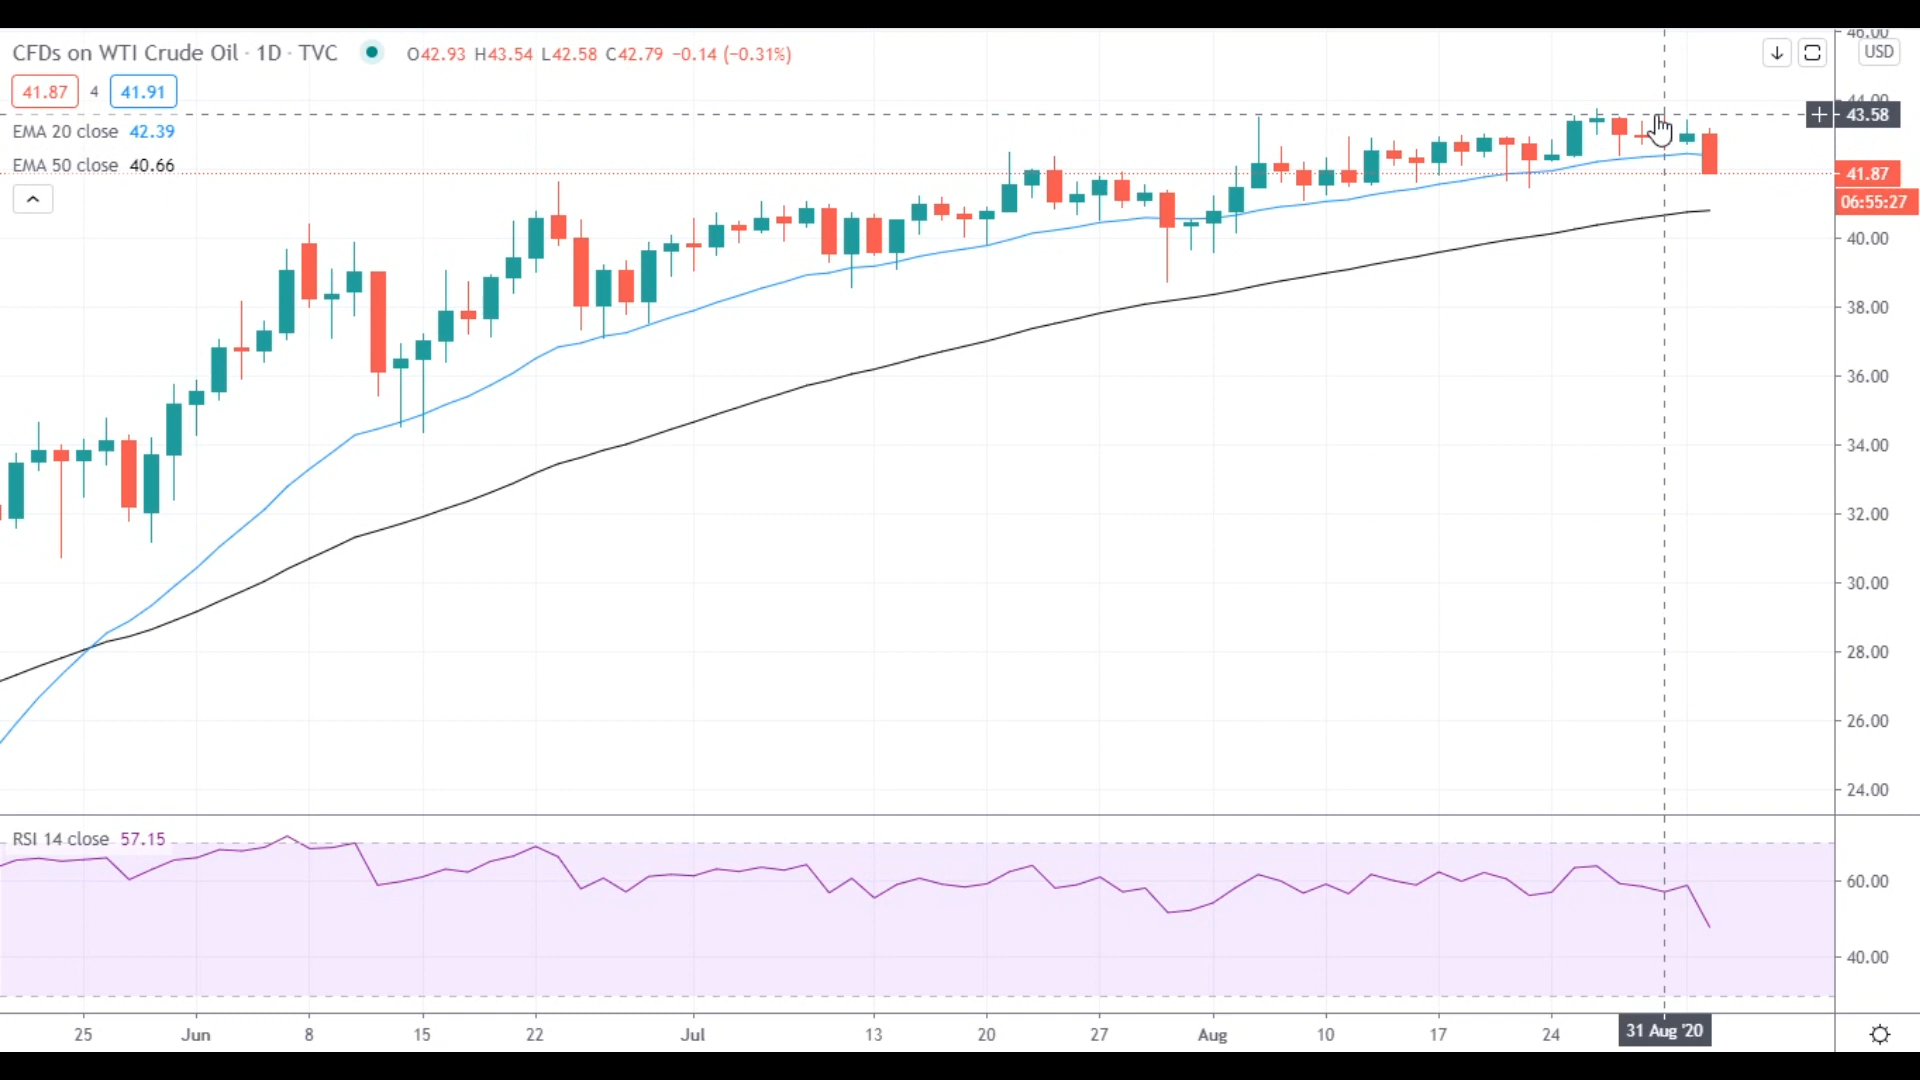 CFDs on WTI Crude Oil · 1D · TVC O42.93 H43.54 L42.58 C42.79 −0.14 (−0.31%)
41.87 4 41.91
EMA 20 close 42.39
EMA 50 close 40.66
46.00
USD
44.00
43.58
41.87
06:55:27
40.00
38.00
36.00
34.00
32.00
30.00
28.00
26.00
24.00
RSI 14 close 57.15
60.00
40.00
25 Jun 8 15 22 Jul 13 20 27 Aug 10 17 24 31 Aug '20